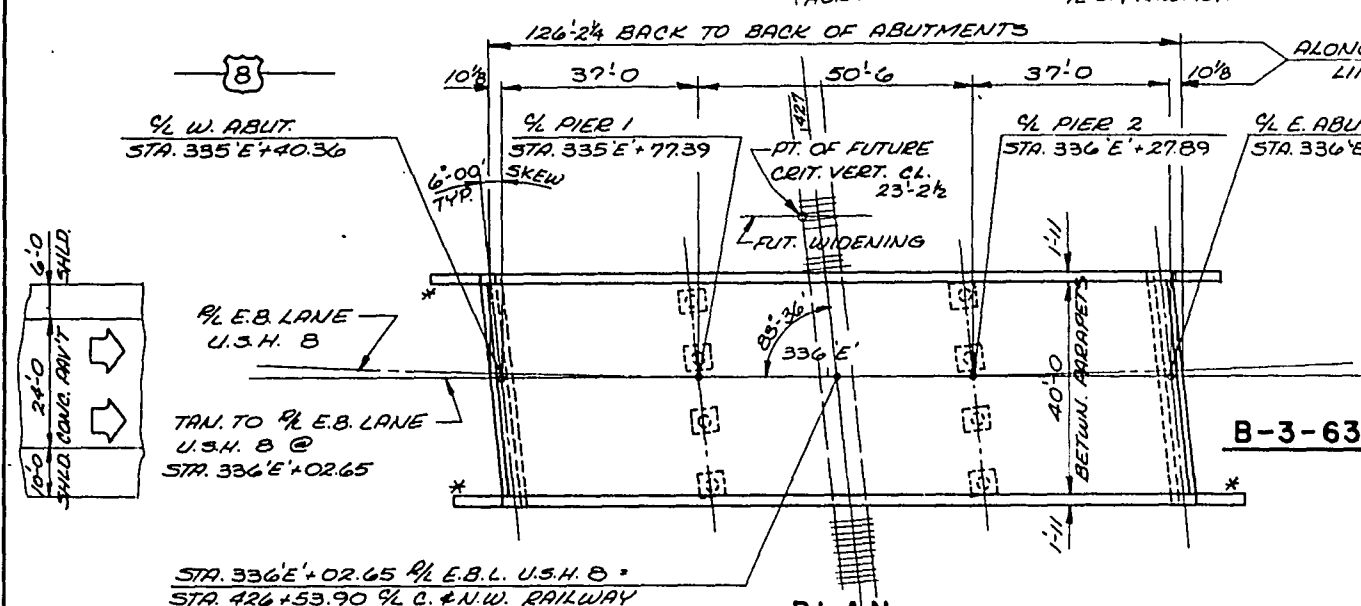 126'-2¼ BACK TO BACK OF ABUTMENTS
ALONG
8
10⅛
37'-0
50'-6
37'-0
10⅛
C/L W. ABUT.
STA. 335'E'+40.36
C/L PIER 1
STA. 335'E'+77.39
427
C/L PIER 2
STA. 336'E'+27.89
C/L E. ABU
STA. 336'E
6°-00' SKEW
TYP.
PT. OF FUTURE
CRIT. VERT. CL.
23'-2½
FUT. WIDENING
1'-11
6'-0
SHLD.
24'-0
CONC. PAV'T
10'-0
SHLD.
R/L E.B. LANE
U.S.H. 8
83°-36'
336'E'
40'-0
BETWN. PARAPETS
TAN. TO R/L E.B. LANE
U.S.H. 8 @
STA. 336'E'+02.65
B-3-63
*
*
*
1'-11
STA. 336'E'+02.65 R/L E.B.L. U.S.H. 8 =
STA. 426+53.90 C/L C. & N.W. RAILWAY
PLAN